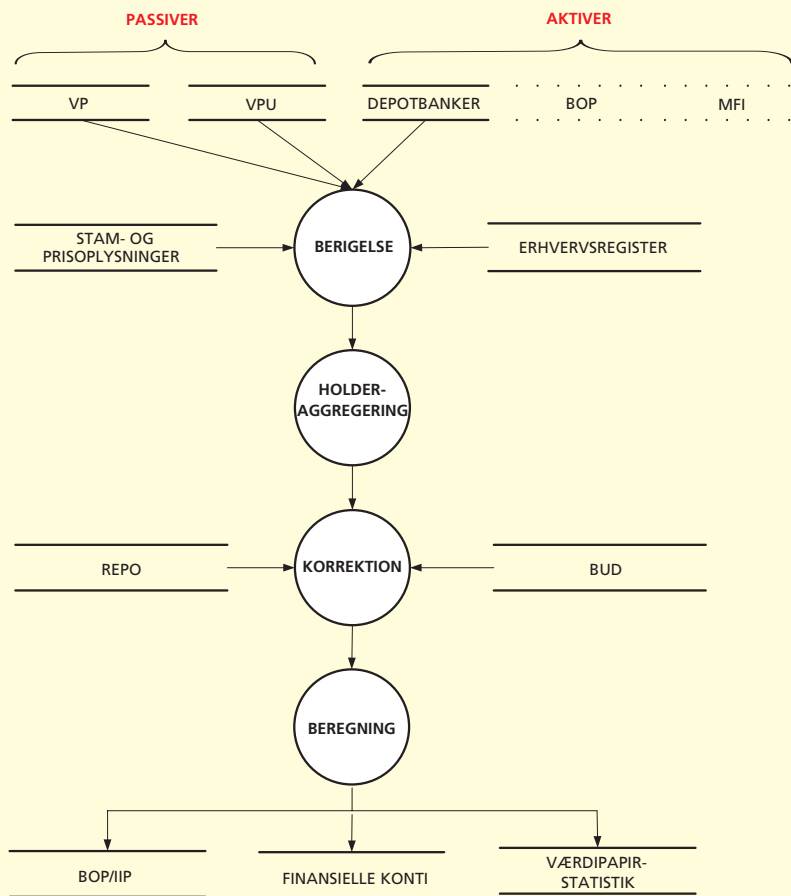 PASSIVER
AKTIVER
VP
VPU
DEPOTBANKER
BOP
MFI
STAM- OG
PRISOPLYSNINGER
BERIGELSE
ERHVERVSREGISTER
HOLDER-
AGGREGERING
REPO
KORREKTION
BUD
BEREGNING
BOP/IIP
FINANSIELLE KONTI
VÆRDIPAPIR-
STATISTIK